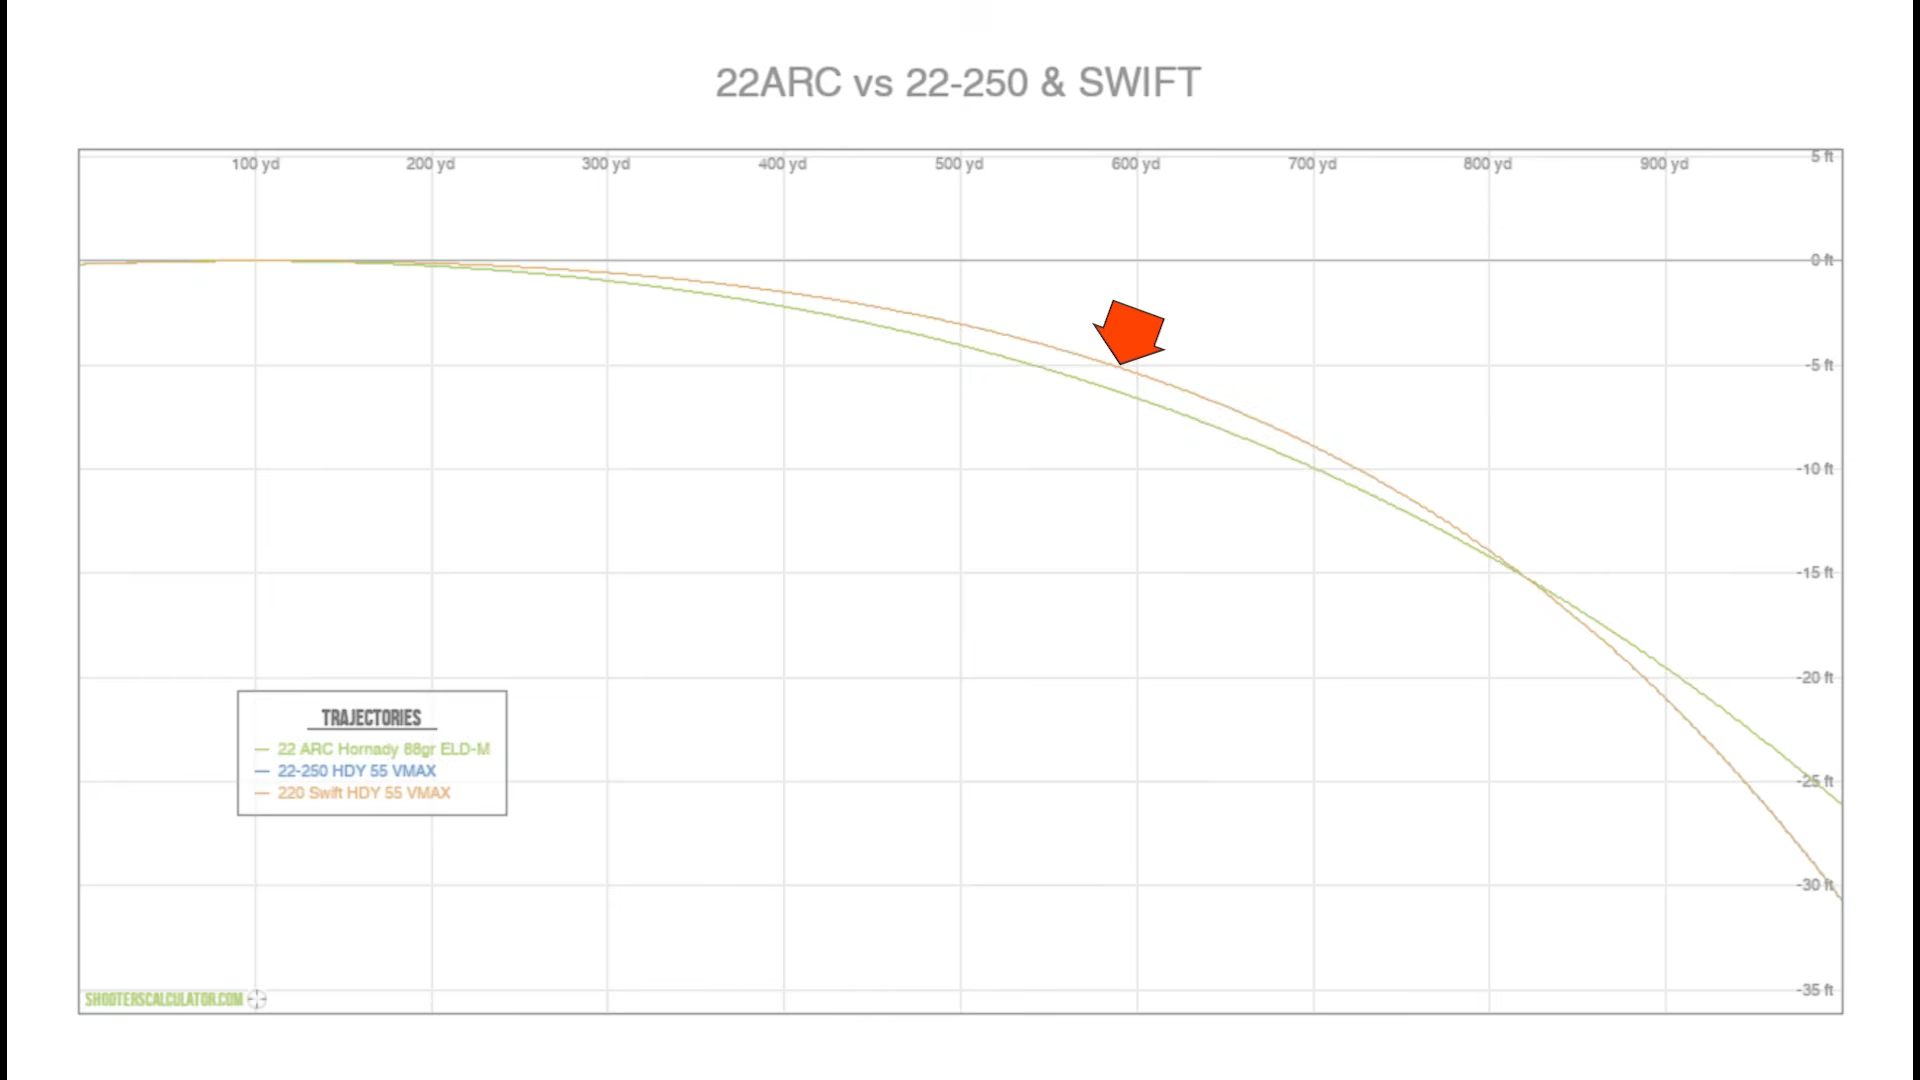 22ARC vs 22-250 & SWIFT
100 yd 200 yd 300 yd 400 yd 500 yd 600 yd 700 yd 800 yd 900 yd 5 ft
0 ft
-5 ft
-10 ft
-15 ft
-20 ft
TRAJECTORIES
22 ARC Hornady 88gr ELD-M
22-250 HDY 55 VMAX
220 Swift HDY 55 VMAX
-25 ft
-30 ft
-35 ft
SHOOTERSCALCULATOR.COM